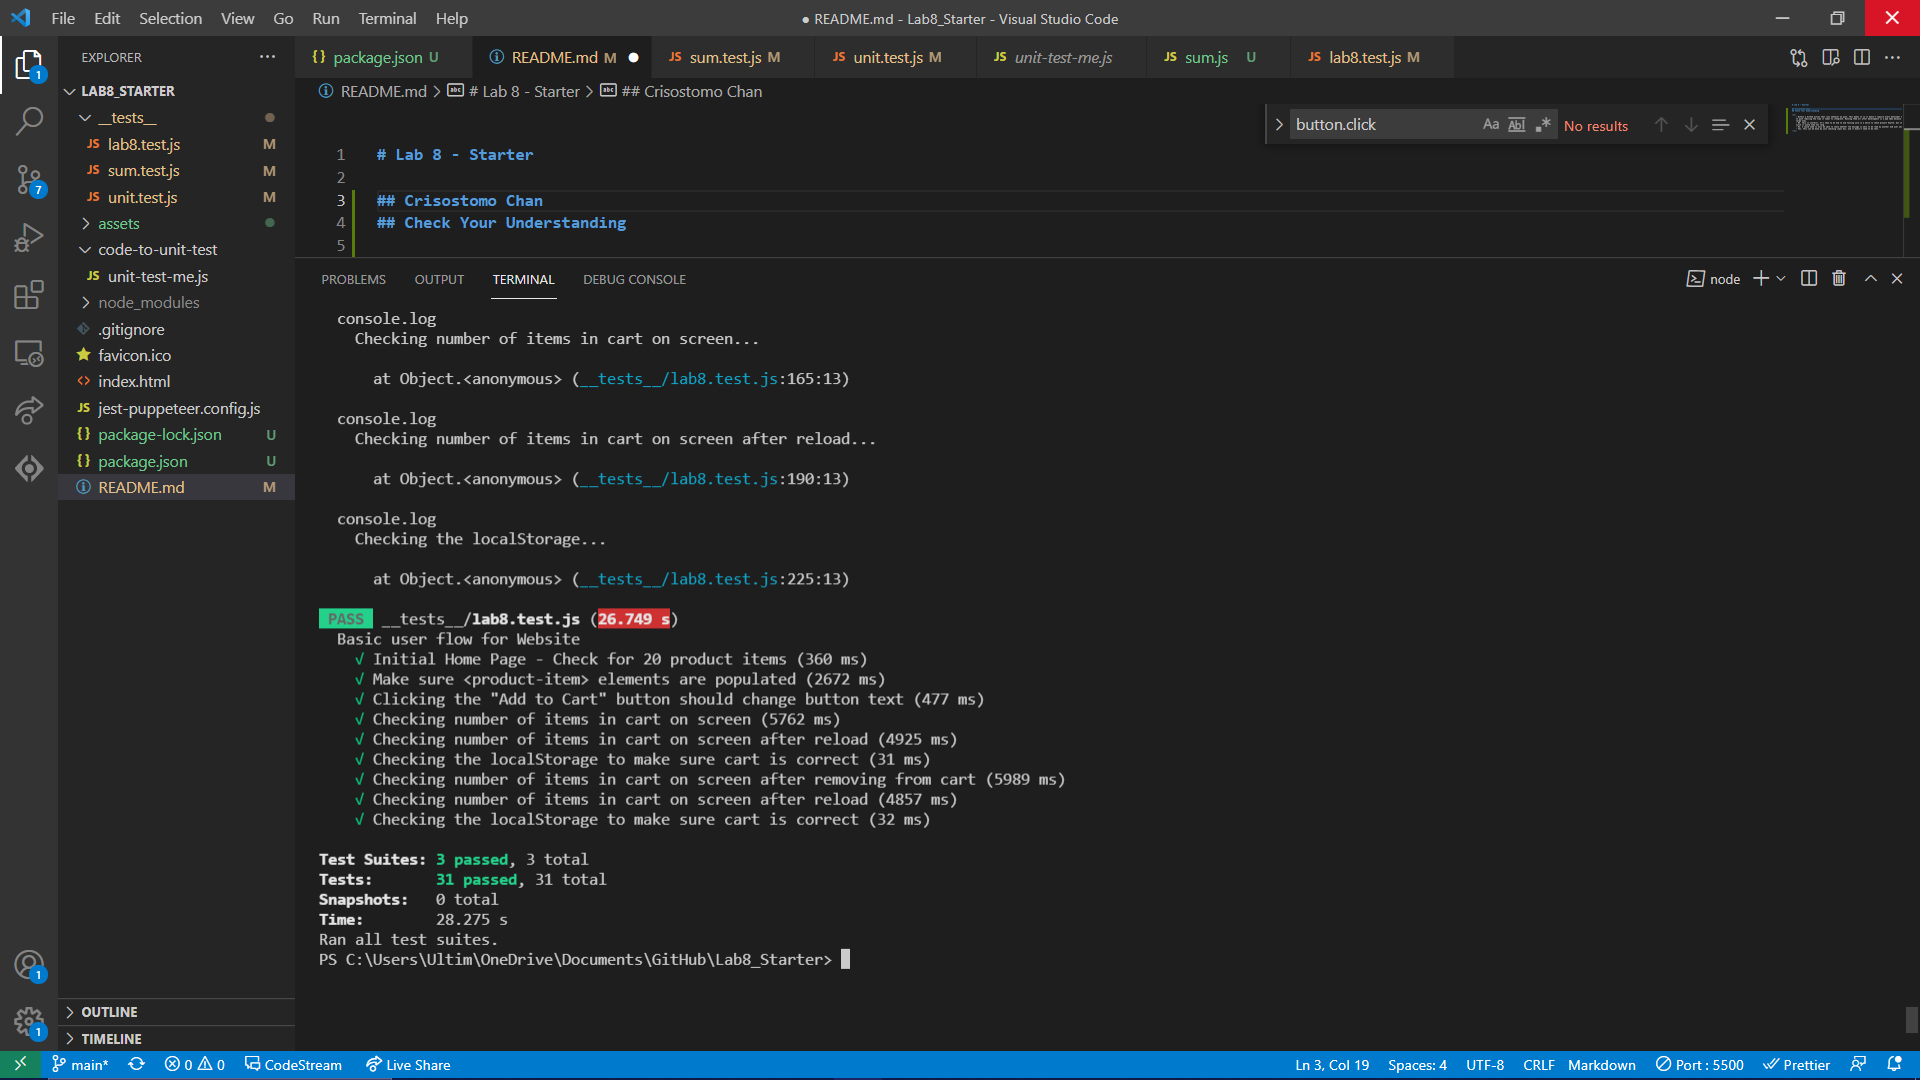 File Edit Selection View Go Run Terminal Help
● README.md - Lab8_Starter - Visual Studio Code
EXPLORER
LAB8_STARTER
__tests__
JS lab8.test.js M
JS sum.test.js M
JS unit.test.js M
assets
code-to-unit-test
JS unit-test-me.js
node_modules
.gitignore
favicon.ico
<> index.html
JS jest-puppeteer.config.js
{} package-lock.json U
{} package.json U
README.md M
OUTLINE
TIMELINE
1
7
1
1
{} package.json U
README.md M ●
JS sum.test.js M
JS unit.test.js M
JS unit-test-me.js
JS sum.js U
JS lab8.test.js M
README.md > # Lab 8 - Starter > ## Crisostomo Chan
button.click Aa Abl .* No results
1 # Lab 8 - Starter
2
3 ## Crisostomo Chan
4 ## Check Your Understanding
5
PROBLEMS OUTPUT TERMINAL DEBUG CONSOLE
node
console.log
Checking number of items in cart on screen...
at Object.<anonymous> (__tests__/lab8.test.js:165:13)
console.log
Checking number of items in cart on screen after reload...
at Object.<anonymous> (__tests__/lab8.test.js:190:13)
console.log
Checking the localStorage...
at Object.<anonymous> (__tests__/lab8.test.js:225:13)
PASS __tests__/lab8.test.js (26.749 s)
Basic user flow for Website
√ Initial Home Page - Check for 20 product items (360 ms)
√ Make sure <product-item> elements are populated (2672 ms)
√ Clicking the "Add to Cart" button should change button text (477 ms)
√ Checking number of items in cart on screen (5762 ms)
√ Checking number of items in cart on screen after reload (4925 ms)
√ Checking the localStorage to make sure cart is correct (31 ms)
√ Checking number of items in cart on screen after removing from cart (5989 ms)
√ Checking number of items in cart on screen after reload (4857 ms)
√ Checking the localStorage to make sure cart is correct (32 ms)
Test Suites: 3 passed, 3 total
Tests: 31 passed, 31 total
Snapshots: 0 total
Time: 28.275 s
Ran all test suites.
PS C:\Users\Ultim\OneDrive\Documents\GitHub\Lab8_Starter>
main* 0 0 CodeStream Live Share
Ln 3, Col 19 Spaces: 4 UTF-8 CRLF Markdown Port : 5500 Prettier